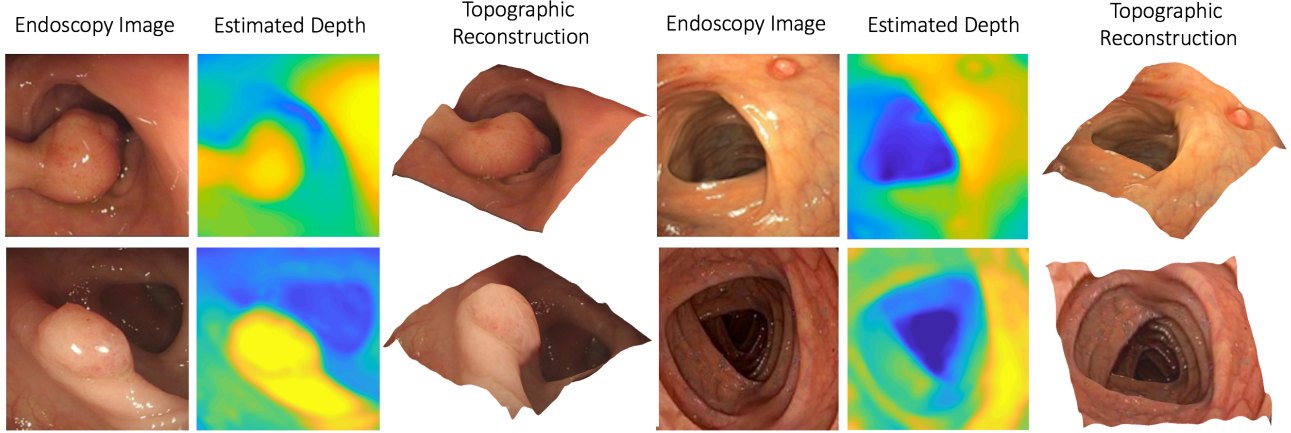 Endoscopy Image
Estimated Depth
Topographic
Reconstruction
Endoscopy Image
Estimated Depth
Topographic
Reconstruction